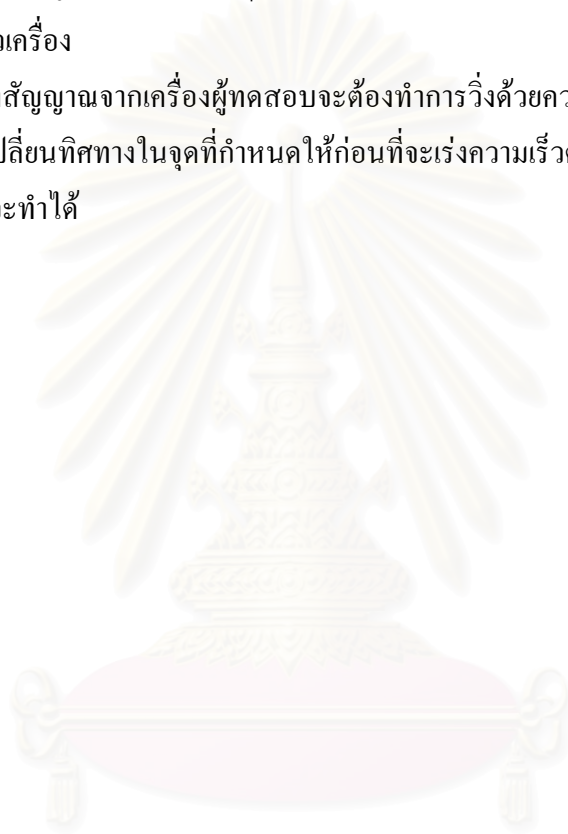 เครื่อง
สัญญาณจากเครื่องผู้ทดสอบจะต้องทำการวิ่งด้วยคว
ปลี่ยนทิศทางในจุดที่กำหนดให้ก่อนที่จะเร่งความเร็ว
จะทำได้